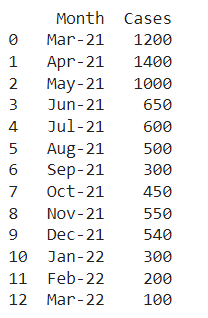 Month Cases
0 Mar-21 1200
1 Apr-21 1400
2 May-21 1000
3 Jun-21 650
4 Jul-21 600
5 Aug-21 500
6 Sep-21 300
7 Oct-21 450
8 Nov-21 550
9 Dec-21 540
10 Jan-22 300
11 Feb-22 200
12 Mar-22 100